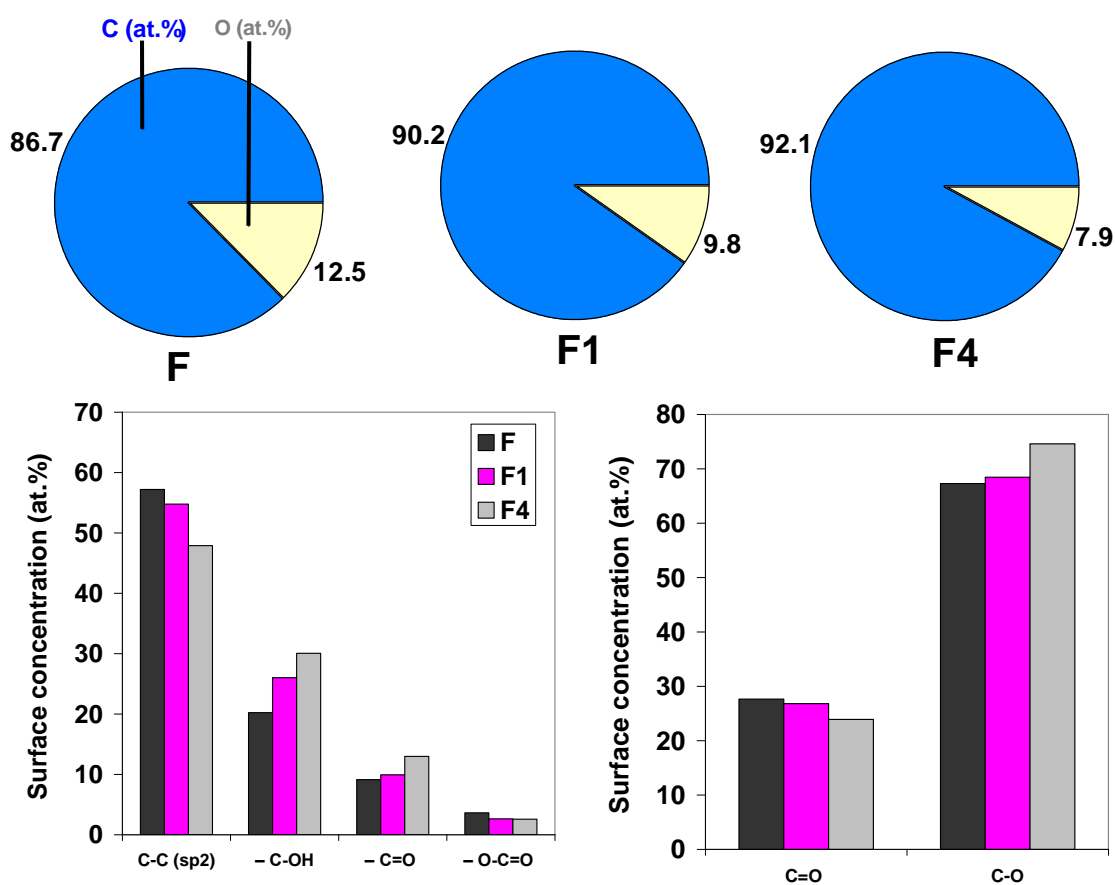 C (at.%) O (at.%)
86.7
12.5
F
90.2
9.8
F1
92.1
7.9
F4
Surface concentration (at.%)
70
60
50
40
30
20
10
0
F
F1
F4
C-C (sp2) – C-OH – C=O – O-C=O
Surface concentration (at.%)
80
70
60
50
40
30
20
10
0
C=O C-O